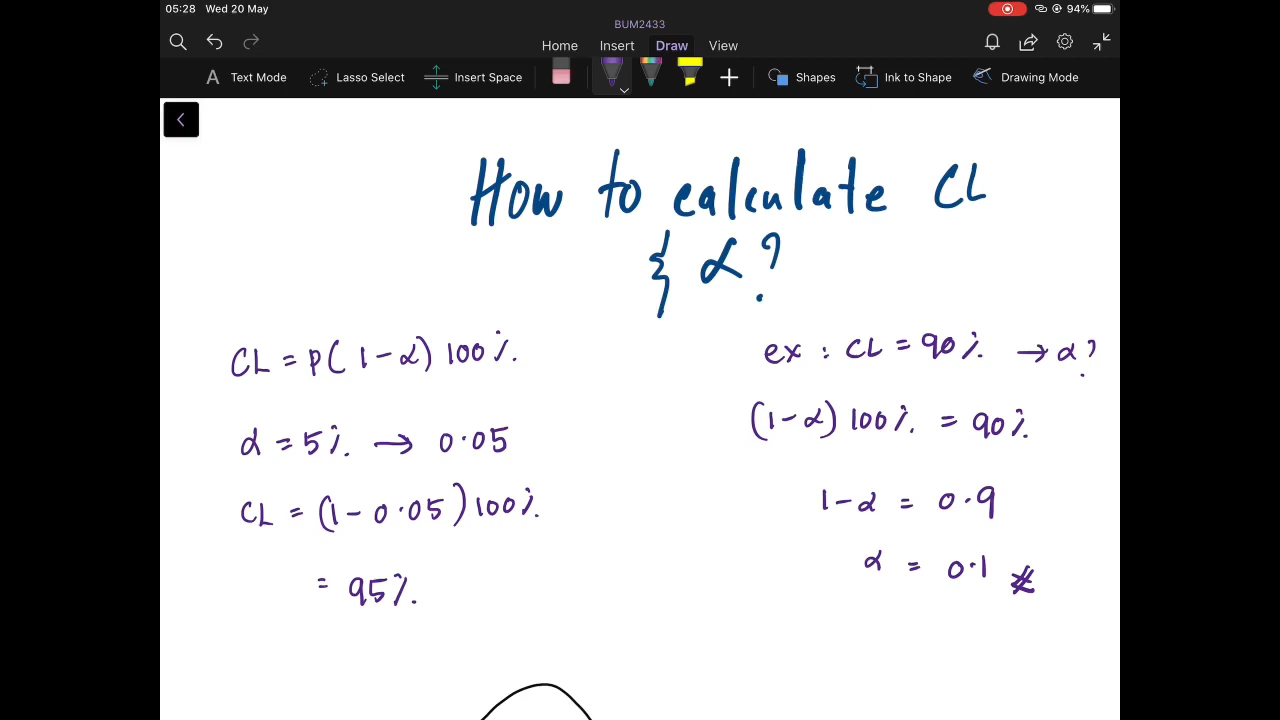 05:28 Wed 20 May
94%
BUM2433
Home Insert Draw View
Text Mode Lasso Select Insert Space Shapes Ink to Shape Drawing Mode
How to calculate CL
& α?
CL = P(1-α)100%.
α = 5%. → 0.05
CL = (1-0.05)100%.
= 95%.
ex : CL = 90%. → α?
(1-α)100%. = 90%.
1-α = 0.9
α = 0.1 #